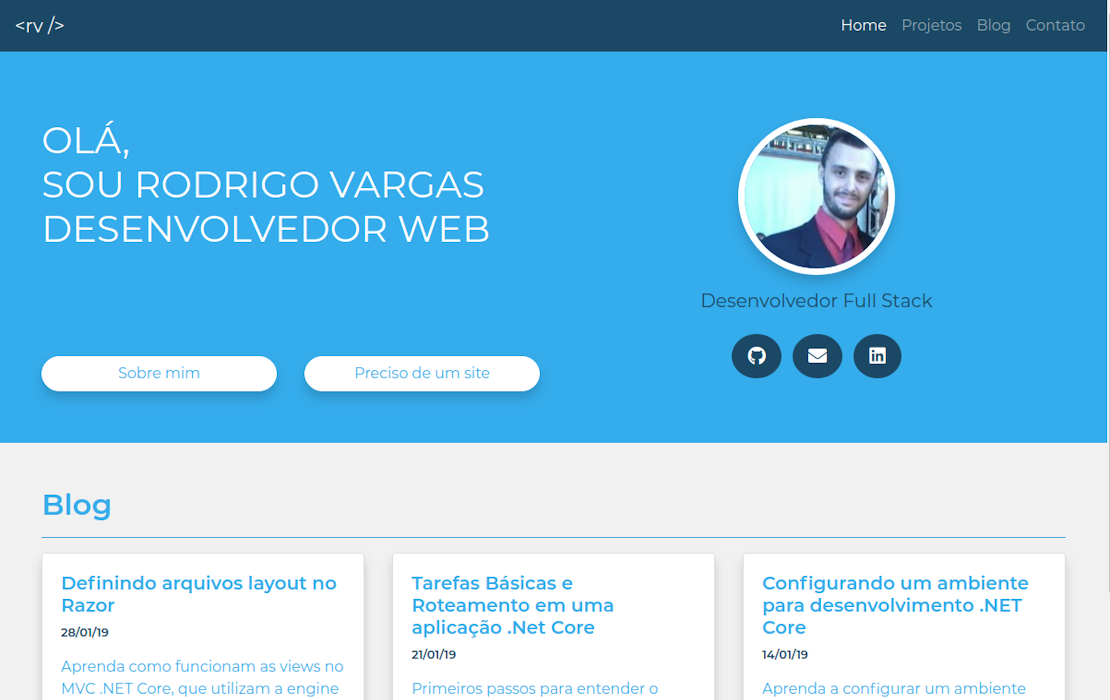 <rv />
Home Projetos Blog Contato
OLÁ,
SOU RODRIGO VARGAS
DESENVOLVEDOR WEB
Desenvolvedor Full Stack
Sobre mim
Preciso de um site
Blog
Definindo arquivos layout no
Razor
28/01/19
Aprenda como funcionam as views no
MVC .NET Core, que utilizam a engine
Tarefas Básicas e
Roteamento em uma
aplicação .Net Core
21/01/19
Primeiros passos para entender o
Configurando um ambiente
para desenvolvimento .NET
Core
14/01/19
Aprenda a configurar um ambiente